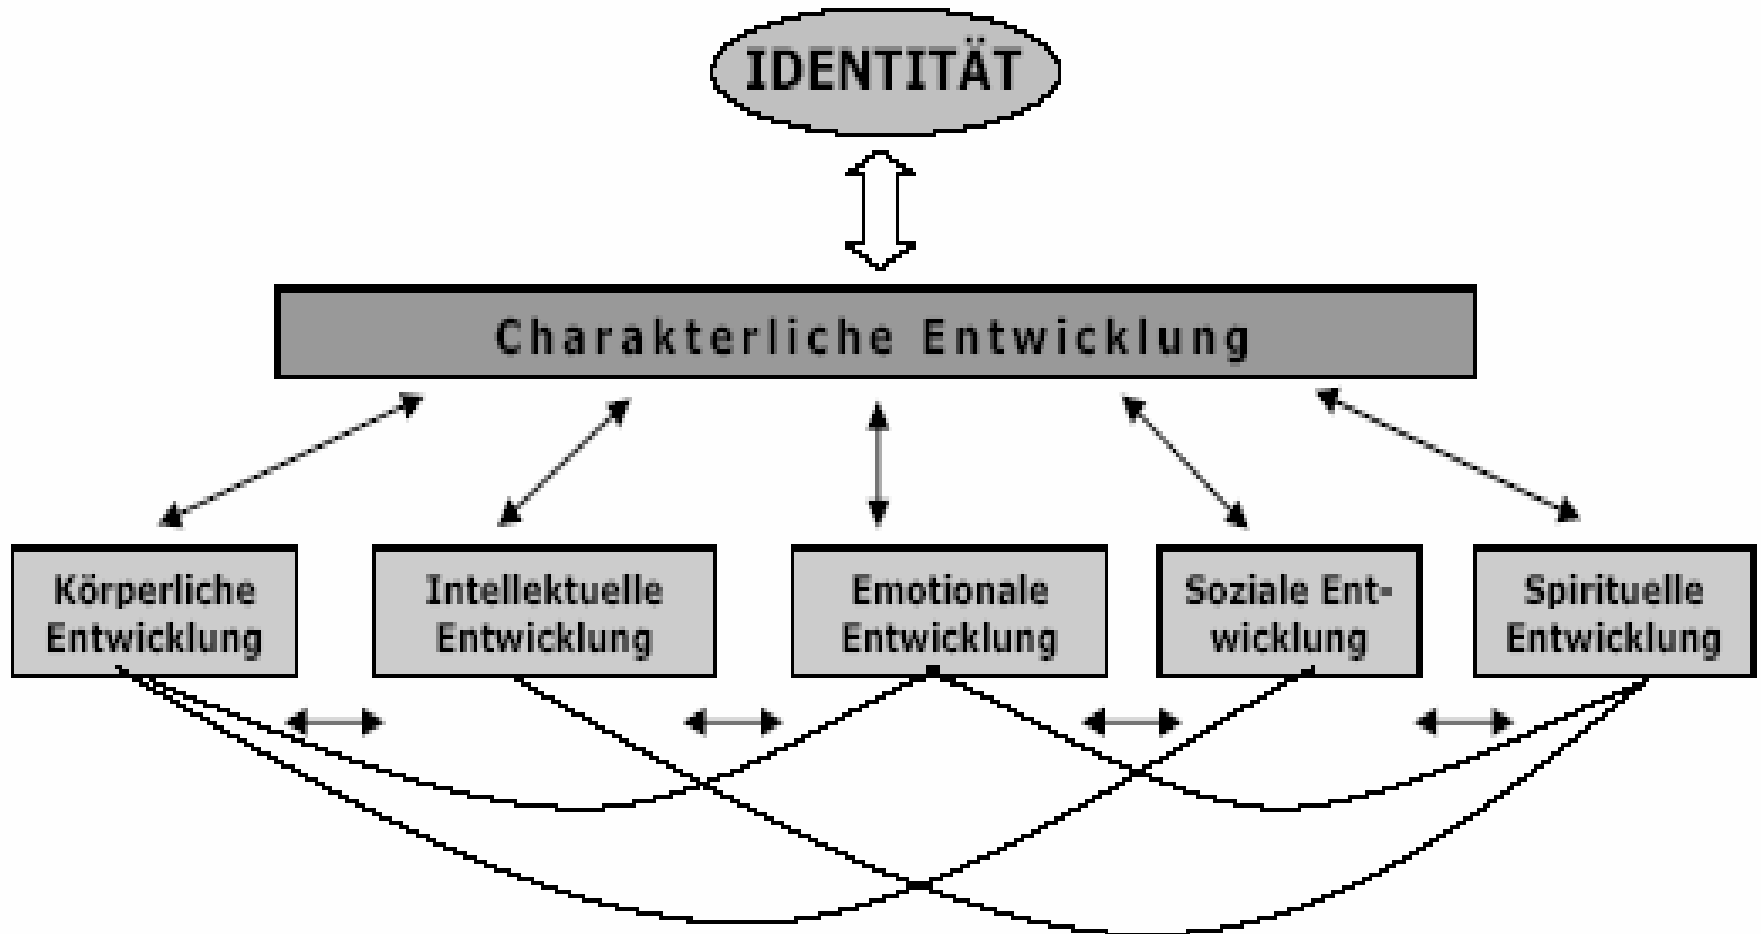 IDENTITÄT
Charakterliche Entwicklung
Körperliche
Entwicklung
Intellektuelle
Entwicklung
Emotionale
Entwicklung
Soziale Ent-
wicklung
Spirituelle
Entwicklung